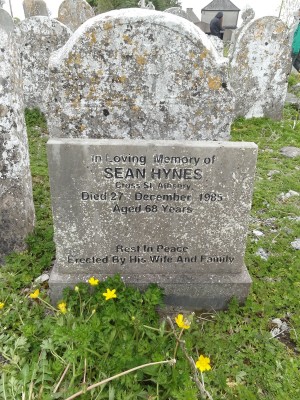 In Loving Memory of
SEAN HYNES
Cross St. Athenry
Died 27th December 1985
Aged 68 Years
Rest In Peace
Erected By His Wife And Family